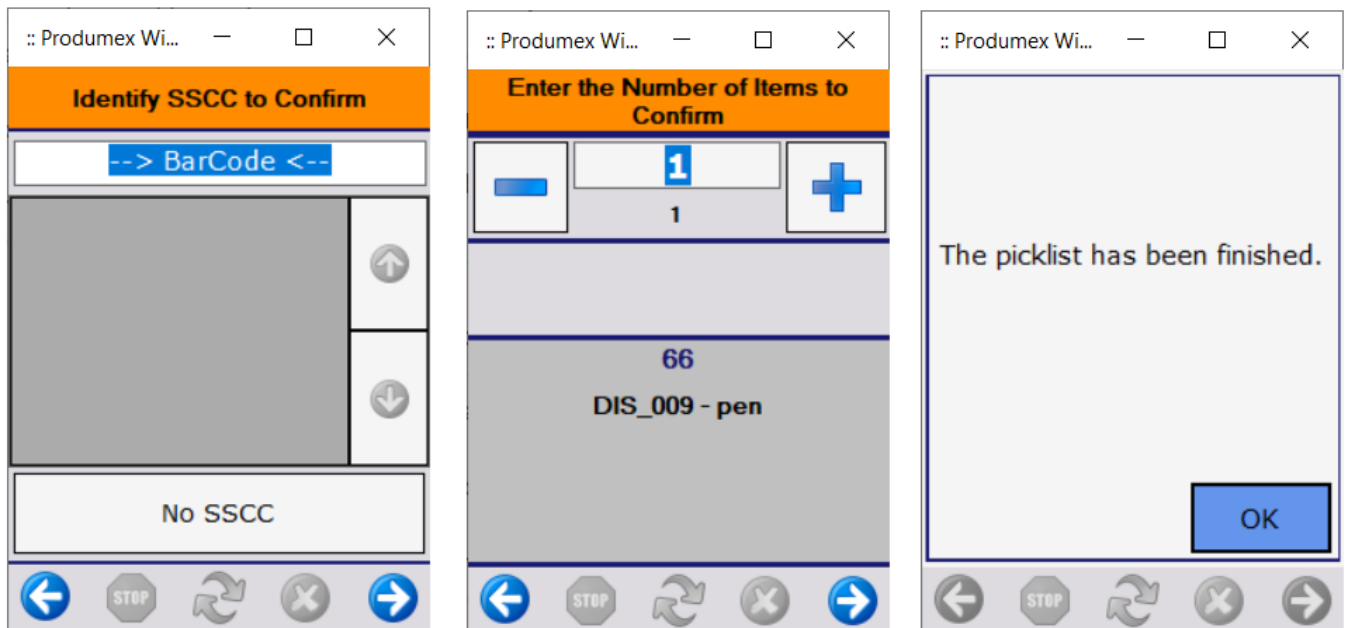 :: Produmex Wi...
Identify SSCC to Confirm
--> BarCode <--
No SSCC
STOP
:: Produmex Wi...
Enter the Number of Items to
Confirm
1
1
66
DIS_009 - pen
STOP
:: Produmex Wi...
The picklist has been finished.
OK
STOP